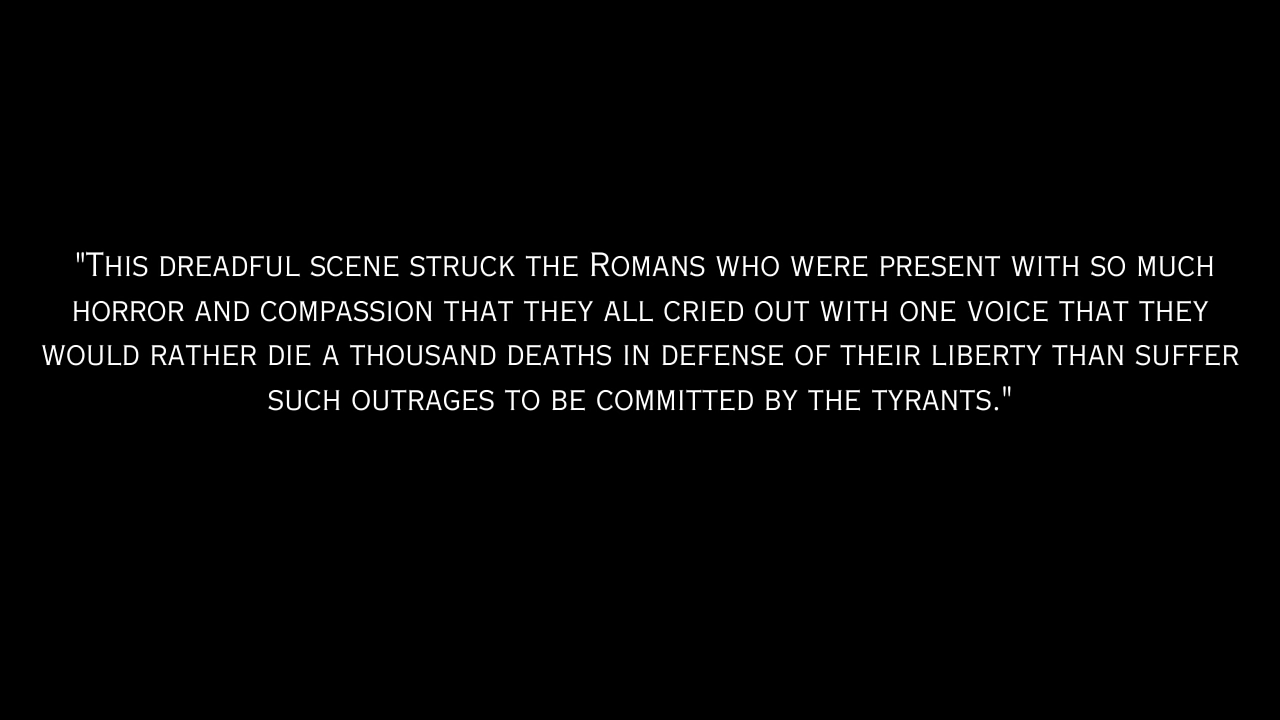 "This dreadful scene struck the Romans who were present with so much
horror and compassion that they all cried out with one voice that they
would rather die a thousand deaths in defense of their liberty than suffer
such outrages to be committed by the tyrants."